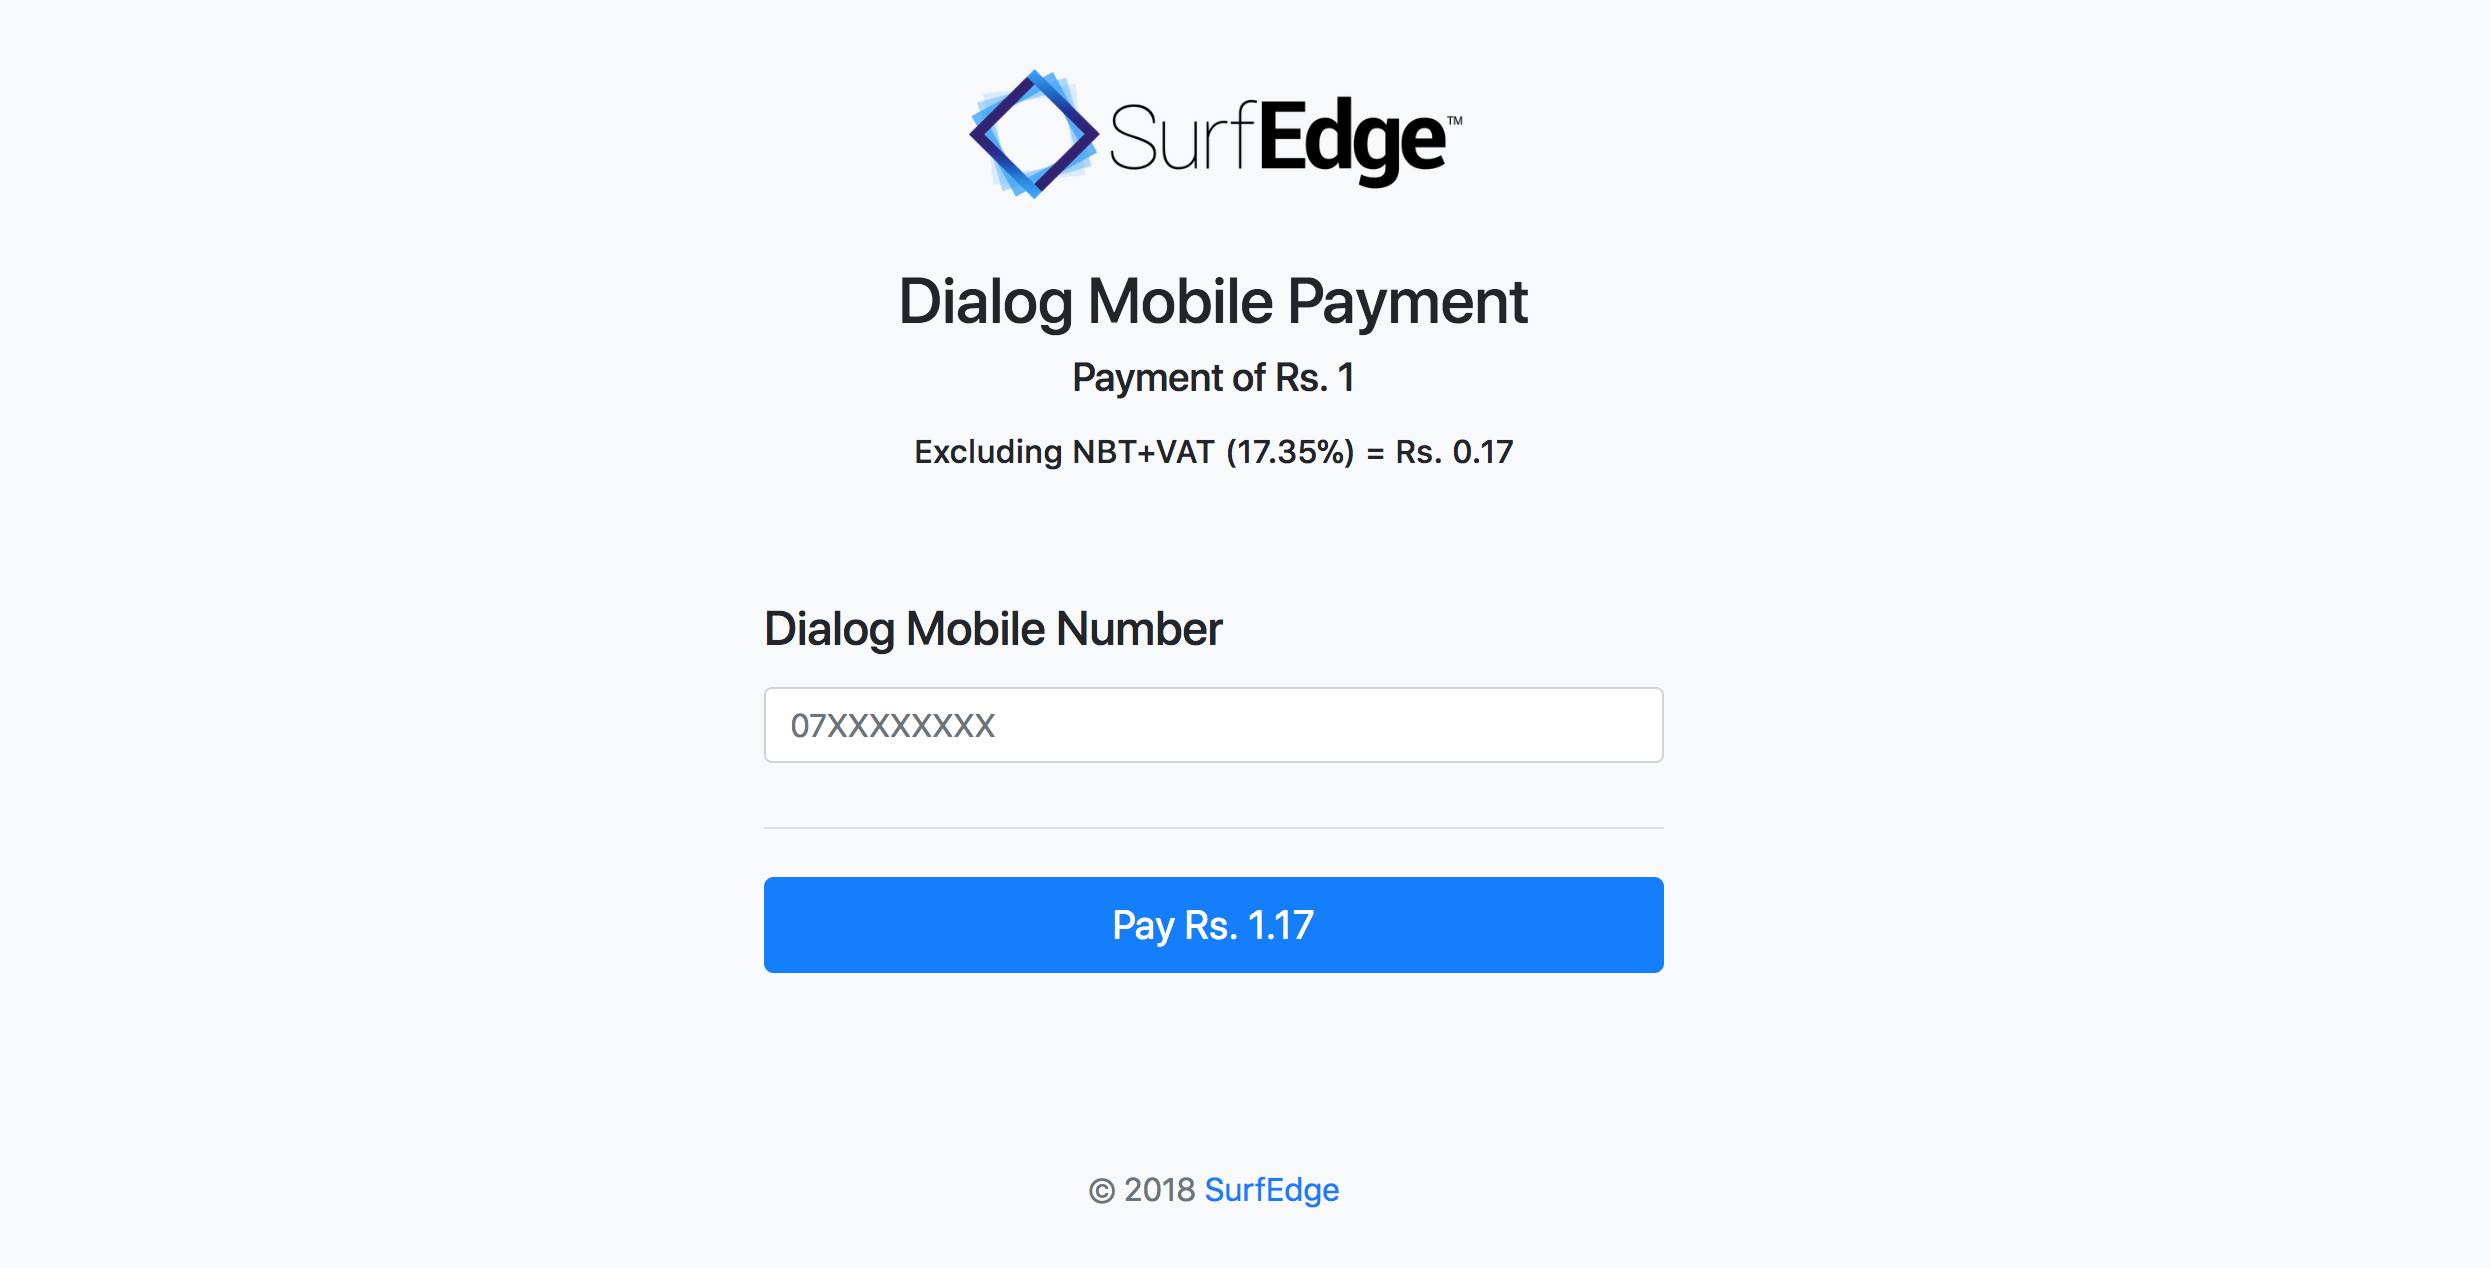 SurfEdge™
Dialog Mobile Payment
Payment of Rs. 1
Excluding NBT+VAT (17.35%) = Rs. 0.17
Dialog Mobile Number
07XXXXXXXX
Pay Rs. 1.17
© 2018 SurfEdge